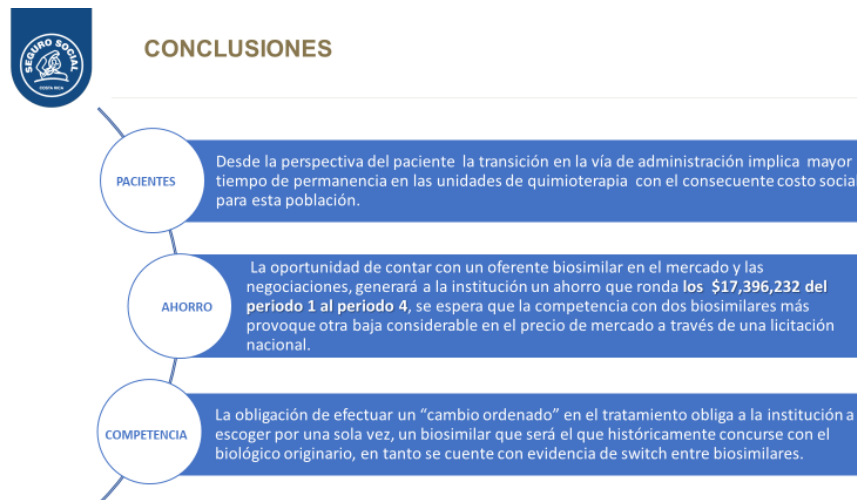 SEGURO SOCIAL
COSTA RICA
CONCLUSIONES
PACIENTES
Desde la perspectiva del paciente la transición en la vía de administración implica mayor
tiempo de permanencia en las unidades de quimioterapia con el consecuente costo social
para esta población.
AHORRO
La oportunidad de contar con un oferente biosimilar en el mercado y las
negociaciones, generará a la institución un ahorro que ronda los $17,396,232 del
periodo 1 al periodo 4, se espera que la competencia con dos biosimilares más
provoque otra baja considerable en el precio de mercado a través de una licitación
nacional.
COMPETENCIA
La obligación de efectuar un “cambio ordenado” en el tratamiento obliga a la institución a
escoger por una sola vez, un biosimilar que será el que históricamente concurse con el
biológico originario, en tanto se cuente con evidencia de switch entre biosimilares.